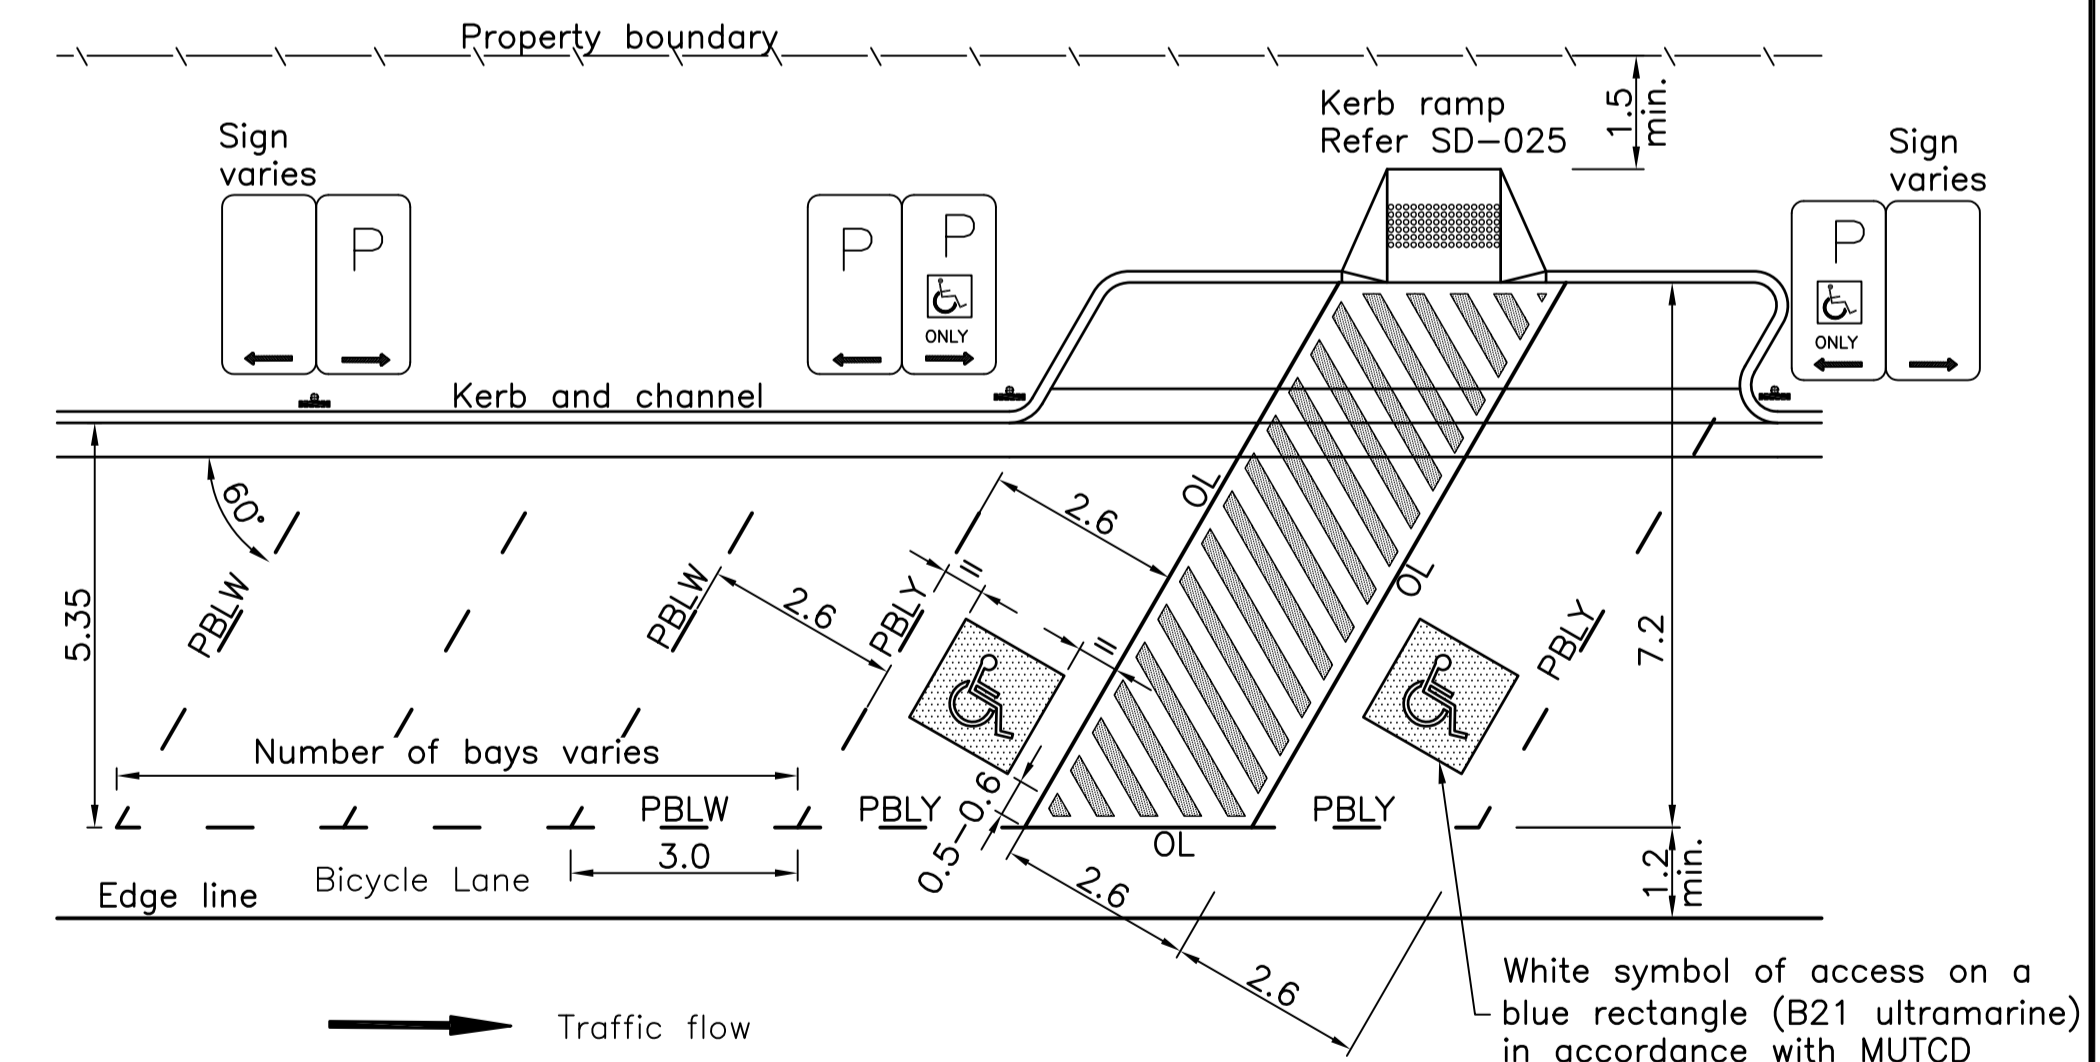 Property boundary
Kerb ramp
Refer SD-025
1.5
min.
Sign
varies
Sign
varies
P
P
P
ONLY
P
ONLY
Kerb and channel
60°
5.35
PBLW
PBLW
2.6
PBLY
2.6
=
=
OL
OL
PBLY
7.2
Number of bays varies
PBLW
PBLY
0.5-0.6
PBLY
OL
3.0
Bicycle Lane
Edge line
2.6
2.6
1.2
min.
White symbol of access on a
blue rectangle (B21 ultramarine)
in accordance with MUTCD
Traffic flow